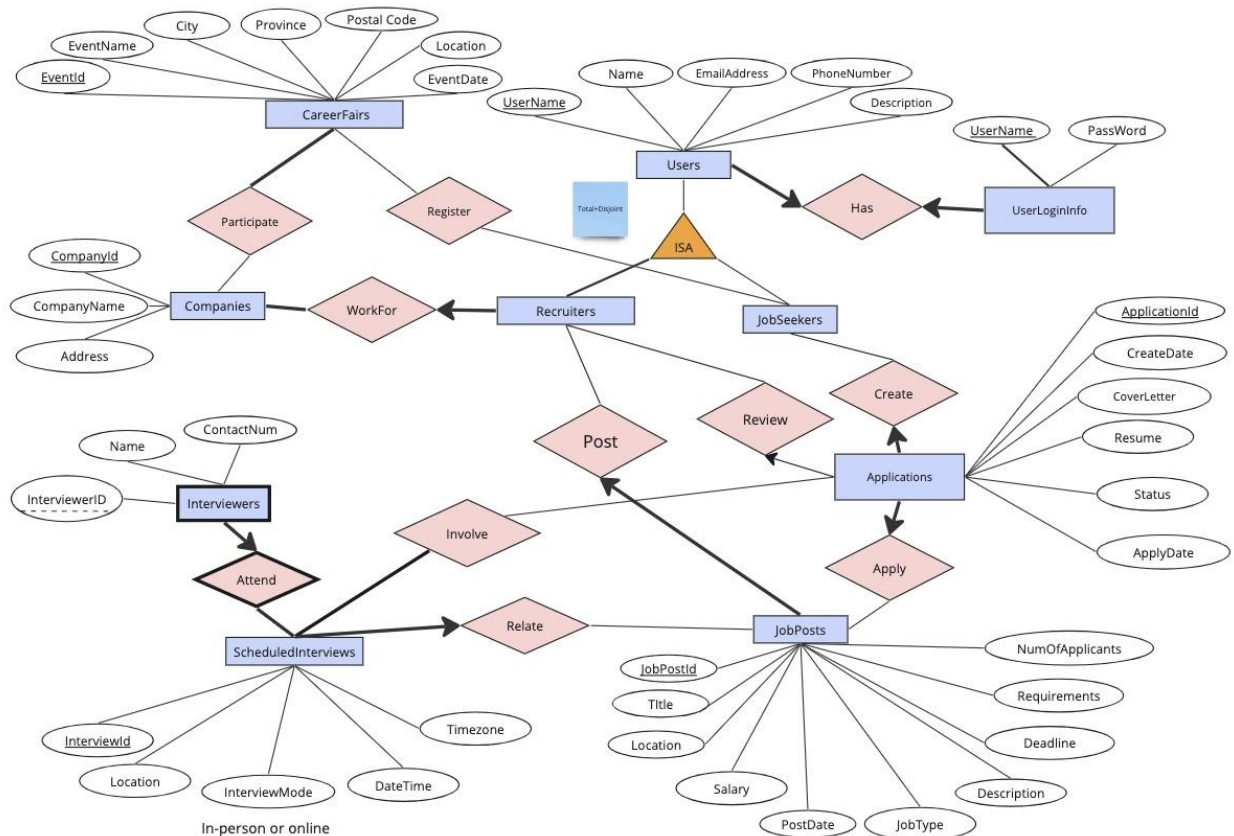 City
Province
Postal Code
EventName
Location
EventId
EventDate
CareerFairs
Name
EmailAddress
PhoneNumber
UserName
Description
Users
UserName
PassWord
Total+Disjoint
Has
UserLoginInfo
Participate
Register
ISA
CompanyId
CompanyName
Companies
WorkFor
Recruiters
JobSeekers
Address
ApplicationId
CreateDate
CoverLetter
Resume
Status
ApplyDate
Create
Review
Post
Applications
Name
ContactNum
InterviewerID
Interviewers
Involve
Attend
Apply
Relate
ScheduledInterviews
JobPosts
InterviewId
Location
InterviewMode
DateTime
Timezone
In-person or online
JobPostId
TItle
Location
Salary
PostDate
JobType
Description
Deadline
Requirements
NumOfApplicants